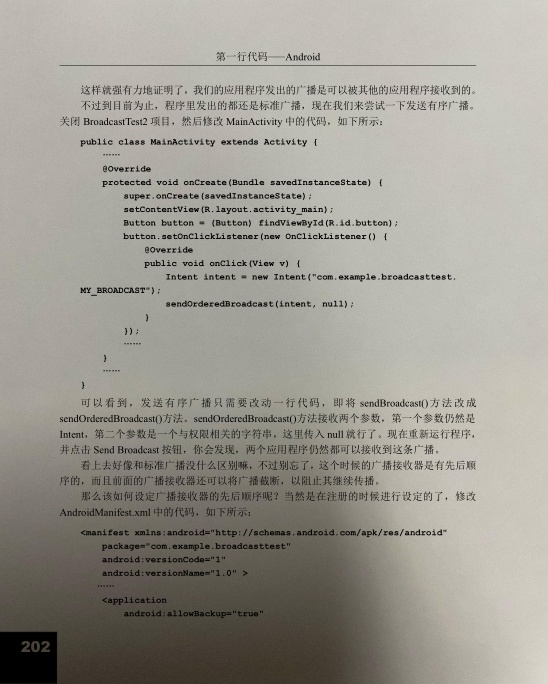 第一行代码——Android
这样就强有力地证明了，我们的应用程序发出的广播是可以被其他的应用程序接收到的。
不过到目前为止，程序里发出的都还是标准广播，现在我们来尝试一下发送有序广播。
关闭 BroadcastTest2 项目，然后修改 MainActivity 中的代码，如下所示：
public class MainActivity extends Activity {
……
@Override
protected void onCreate(Bundle savedInstanceState) {
super.onCreate(savedInstanceState);
setContentView(R.layout.activity_main);
Button button = (Button) findViewById(R.id.button);
button.setOnClickListener(new OnClickListener() {
@Override
public void onClick(View v) {
Intent intent = new Intent("com.example.broadcasttest.
MY_BROADCAST");
sendOrderedBroadcast(intent, null);
}
});
……
}
……
}
可以看到，发送有序广播只需要改动一行代码，即将 sendBroadcast()方法改成
sendOrderedBroadcast()方法。sendOrderedBroadcast()方法接收两个参数，第一个参数仍然是
Intent，第二个参数是一个与权限相关的字符串，这里传入 null 就行了。现在重新运行程序，
并点击 Send Broadcast 按钮，你会发现，两个应用程序仍然都可以接收到这条广播。
看上去好像和标准广播没什么区别嘛，不过别忘了，这个时候的广播接收器是有先后顺
序的，而且前面的广播接收器还可以将广播截断，以阻止其继续传播。
那么该如何设定广播接收器的先后顺序呢？当然是在注册的时候进行设定的了，修改
AndroidManifest.xml 中的代码，如下所示：
<manifest xmlns:android="http://schemas.android.com/apk/res/android"
package="com.example.broadcasttest"
android:versionCode="1"
android:versionName="1.0" >
……
<application
android:allowBackup="true"
202